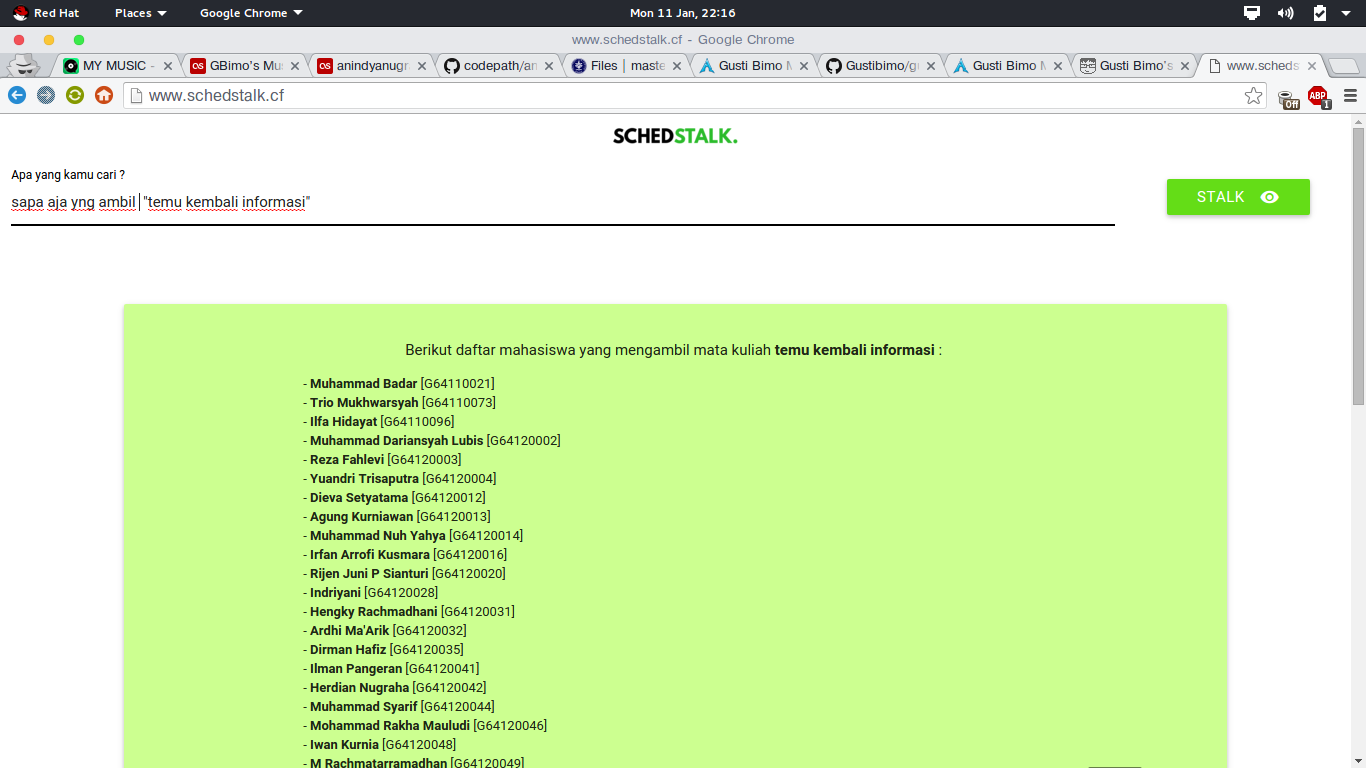 Red Hat Places Google Chrome Mon 11 Jan, 22:16
www.schedstalk.cf - Google Chrome
MY MUSIC - GBimo's Mus anindyanugr codepath/an Files | maste Gusti Bimo M Gustibimo/gi Gusti Bimo M Gusti Bimo's www.scheds
www.schedstalk.cf Off ABP 1
SCHEDSTALK.
Apa yang kamu cari ?
sapa aja yng ambil "temu kembali informasi"
STALK
Berikut daftar mahasiswa yang mengambil mata kuliah temu kembali informasi :
- Muhammad Badar [G64110021]
- Trio Mukhwarsyah [G64110073]
- Ilfa Hidayat [G64110096]
- Muhammad Dariansyah Lubis [G64120002]
- Reza Fahlevi [G64120003]
- Yuandri Trisaputra [G64120004]
- Dieva Setyatama [G64120012]
- Agung Kurniawan [G64120013]
- Muhammad Nuh Yahya [G64120014]
- Irfan Arrofi Kusmara [G64120016]
- Rijen Juni P Sianturi [G64120020]
- Indriyani [G64120028]
- Hengky Rachmadhani [G64120031]
- Ardhi Ma'Arik [G64120032]
- Dirman Hafiz [G64120035]
- Ilman Pangeran [G64120041]
- Herdian Nugraha [G64120042]
- Muhammad Syarif [G64120044]
- Mohammad Rakha Mauludi [G64120046]
- Iwan Kurnia [G64120048]
- M Rachmatarramadhan [G64120049]